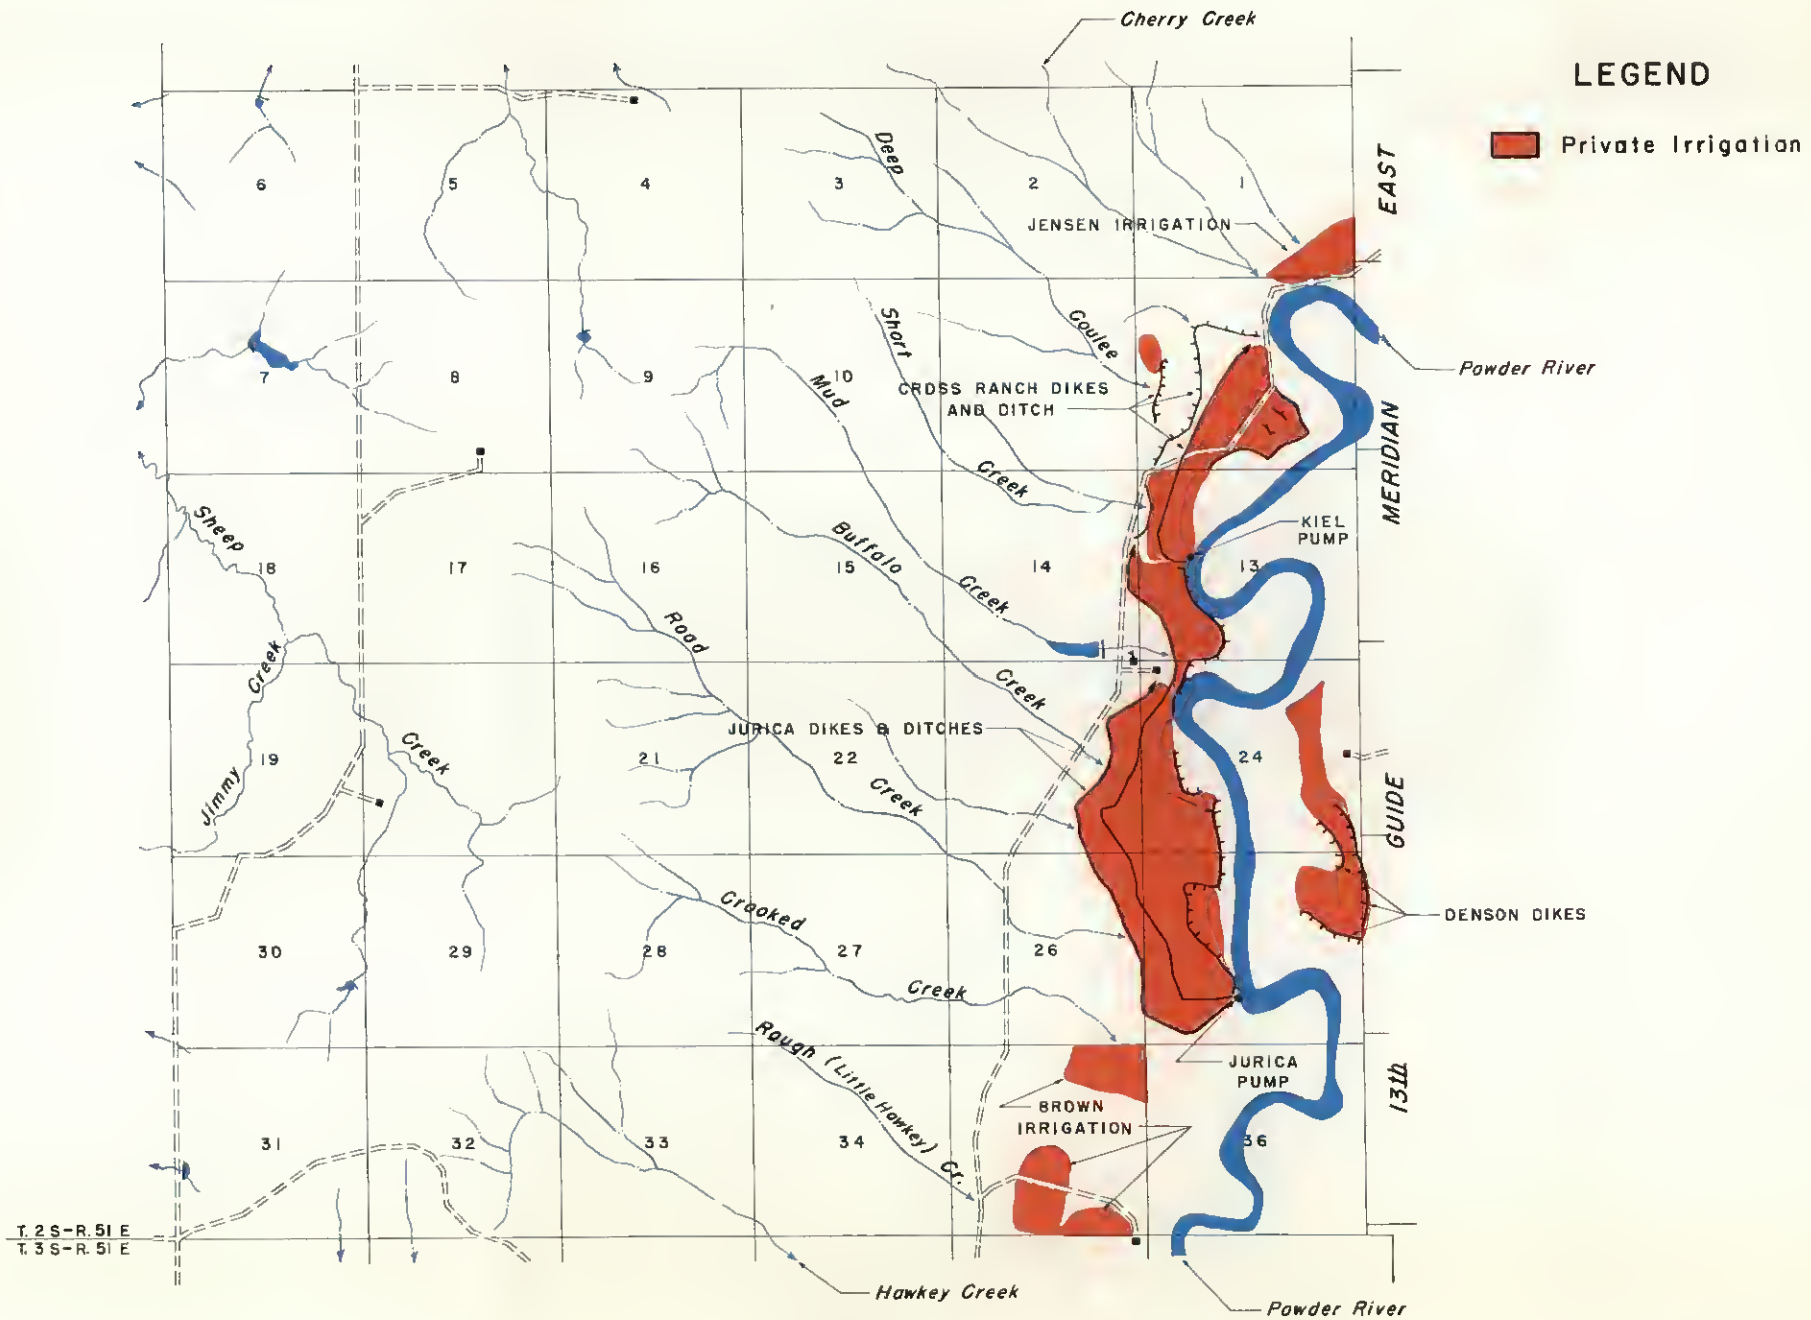 Cherry Creek
LEGEND
Private Irrigation
EAST
MERIDIAN
GUIDE
13th
6
5
4
3
2
1
Deep
Coulee
JENSEN IRRIGATION
Powder River
7
8
9
10
Short
Creek
Mud
Creek
CROSS RANCH DIKES
AND DITCH
KIEL
PUMP
Sheep
Creek
18
17
16
15
14
13
Buffalo
Creek
Road
Creek
Jimmy
Creek
19
21
22
24
JURICA DIKES & DITCHES
DENSON DIKES
30
29
28
27
26
Crooked
Creek
Rough (Little Hawkey) Cr.
JURICA
PUMP
BROWN
IRRIGATION
31
32
33
34
36
T. 2 S-R. 51 E
T. 3 S-R. 51 E
Hawkey Creek
Powder River